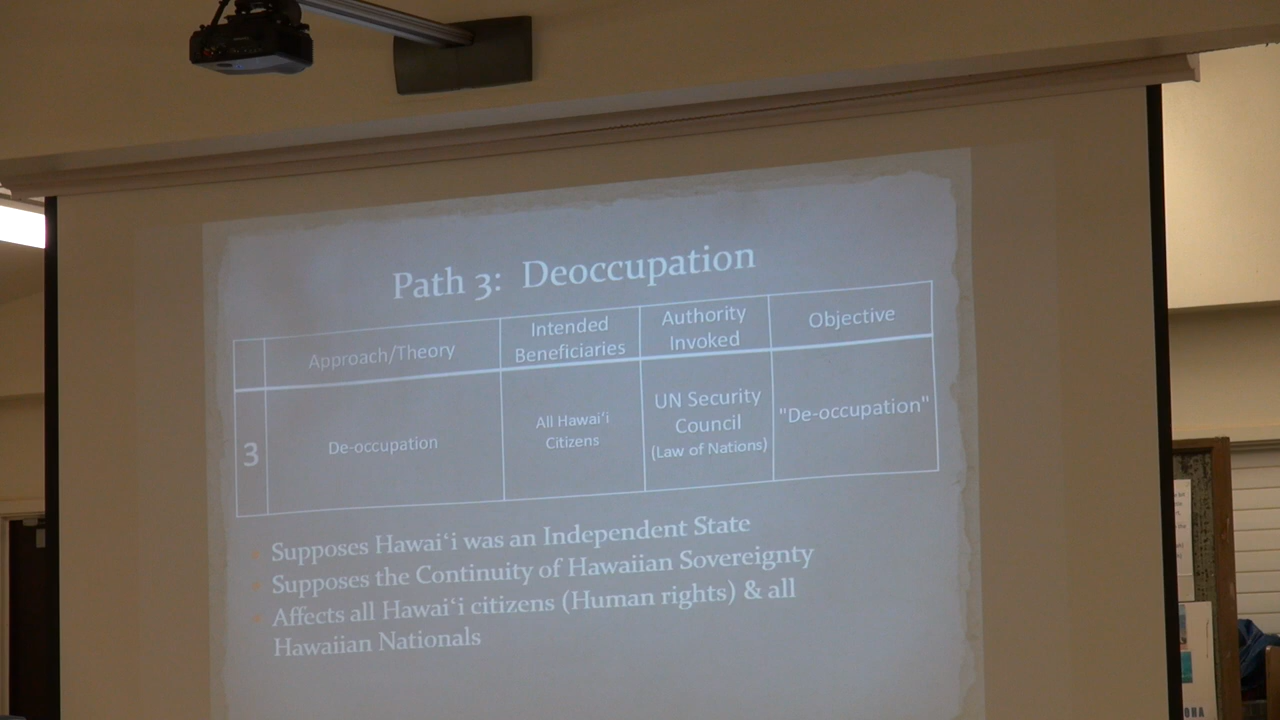 Path 3: Deoccupation
Approach/Theory
Intended
Beneficiaries
Authority
Invoked
Objective
3
De-occupation
All Hawaiʻi
Citizens
UN Security
Council
(Law of Nations)
"De-occupation"
Supposes Hawaiʻi was an Independent State
Supposes the Continuity of Hawaiian Sovereignty
Affects all Hawaiʻi citizens (Human rights) & all
Hawaiian Nationals